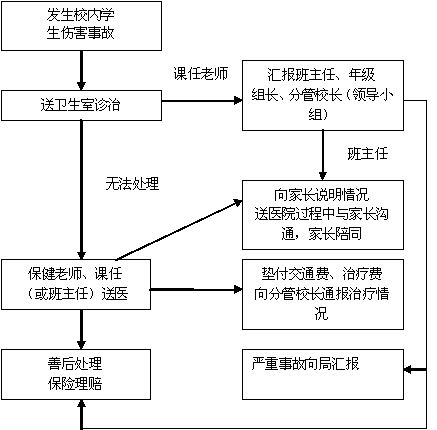 发生校内学
生伤害事故
课任老师
送卫生室诊治
汇报班主任、年级
组长、分管校长（领导小
组）
班主任
无法处理
向家长说明情况
送医院过程中与家长沟
通，家长陪同
保健老师、课任
（或班主任）送医
垫付交通费、治疗费
向分管校长通报治疗情
况
善后处理
保险理赔
严重事故向局汇报